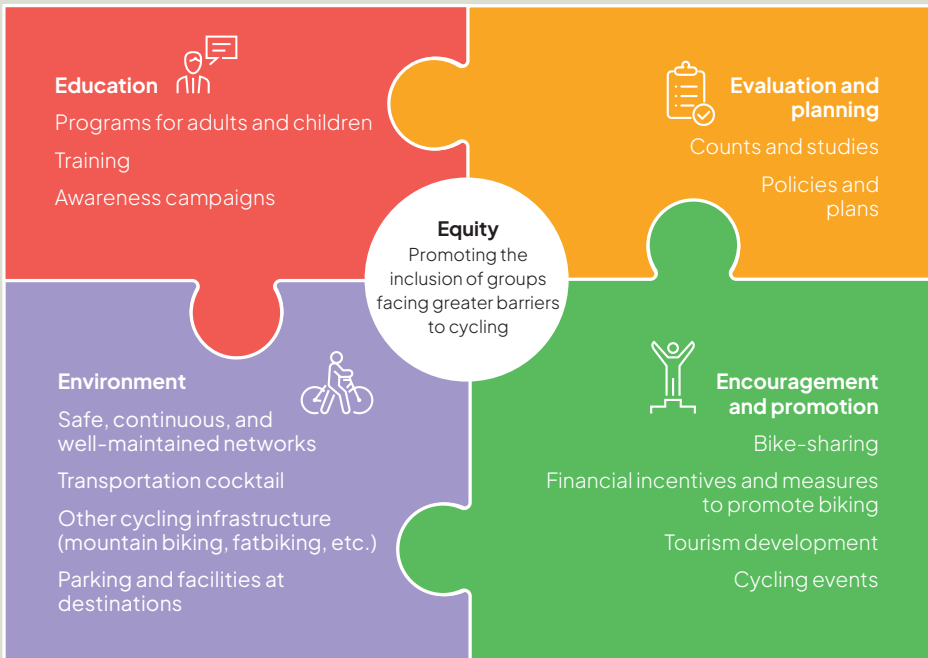 Education
Programs for adults and children
Training
Awareness campaigns
Evaluation and
planning
Counts and studies
Policies and
plans
Equity
Promoting the
inclusion of groups
facing greater barriers
to cycling
Environment
Safe, continuous, and
well-maintained networks
Transportation cocktail
Other cycling infrastructure
(mountain biking, fatbiking, etc.)
Parking and facilities at
destinations
Encouragement
and promotion
Bike-sharing
Financial incentives and measures
to promote biking
Tourism development
Cycling events